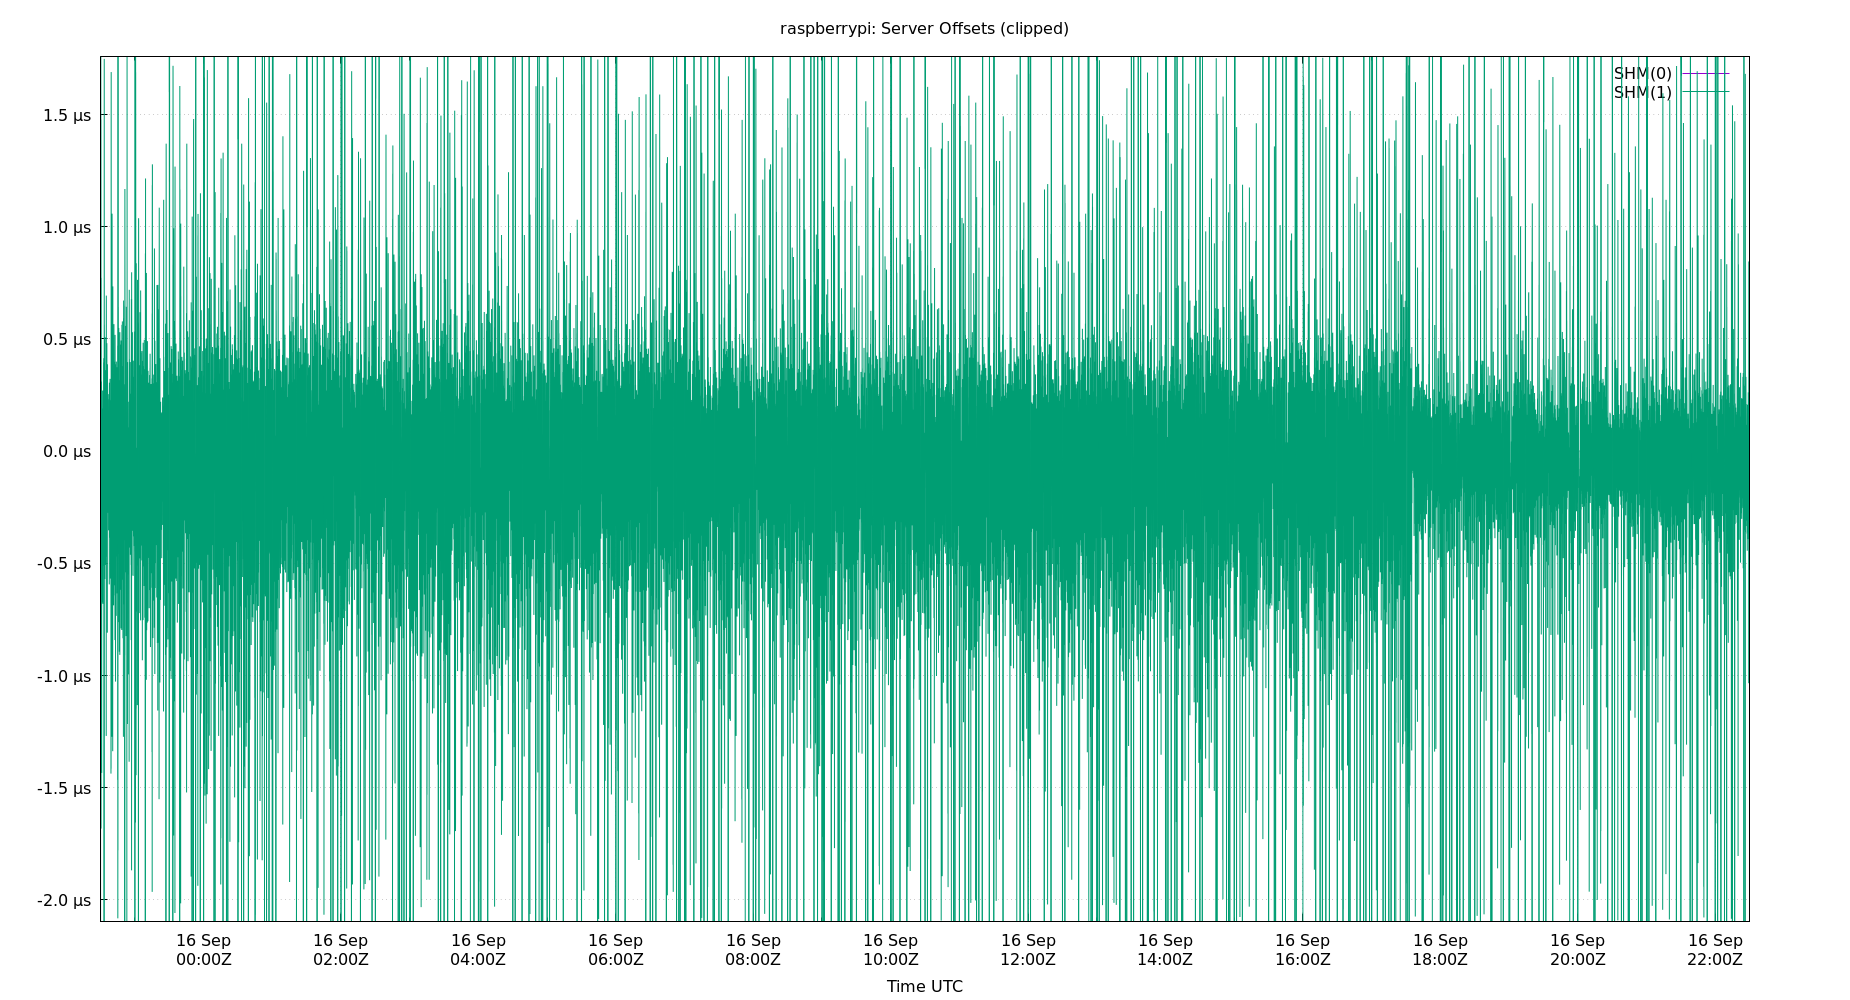 raspberrypi: Server Offsets (clipped)
SHM(0)
SHM(1)
1.5 µs
1.0 µs
0.5 µs
0.0 µs
-0.5 µs
-1.0 µs
-1.5 µs
-2.0 µs
16 Sep 16 Sep 16 Sep 16 Sep 16 Sep 16 Sep 16 Sep 16 Sep 16 Sep 16 Sep 16 Sep 16 Sep
00:00Z 02:00Z 04:00Z 06:00Z 08:00Z 10:00Z 12:00Z 14:00Z 16:00Z 18:00Z 20:00Z 22:00Z
Time UTC